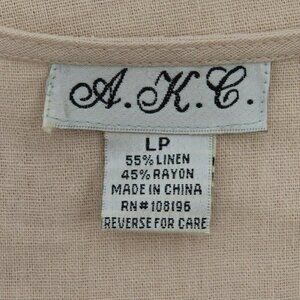 A.K.C.
LP
55% LINEN
45% RAYON
MADE IN CHINA
RN#108196
REVERSE FOR CARE